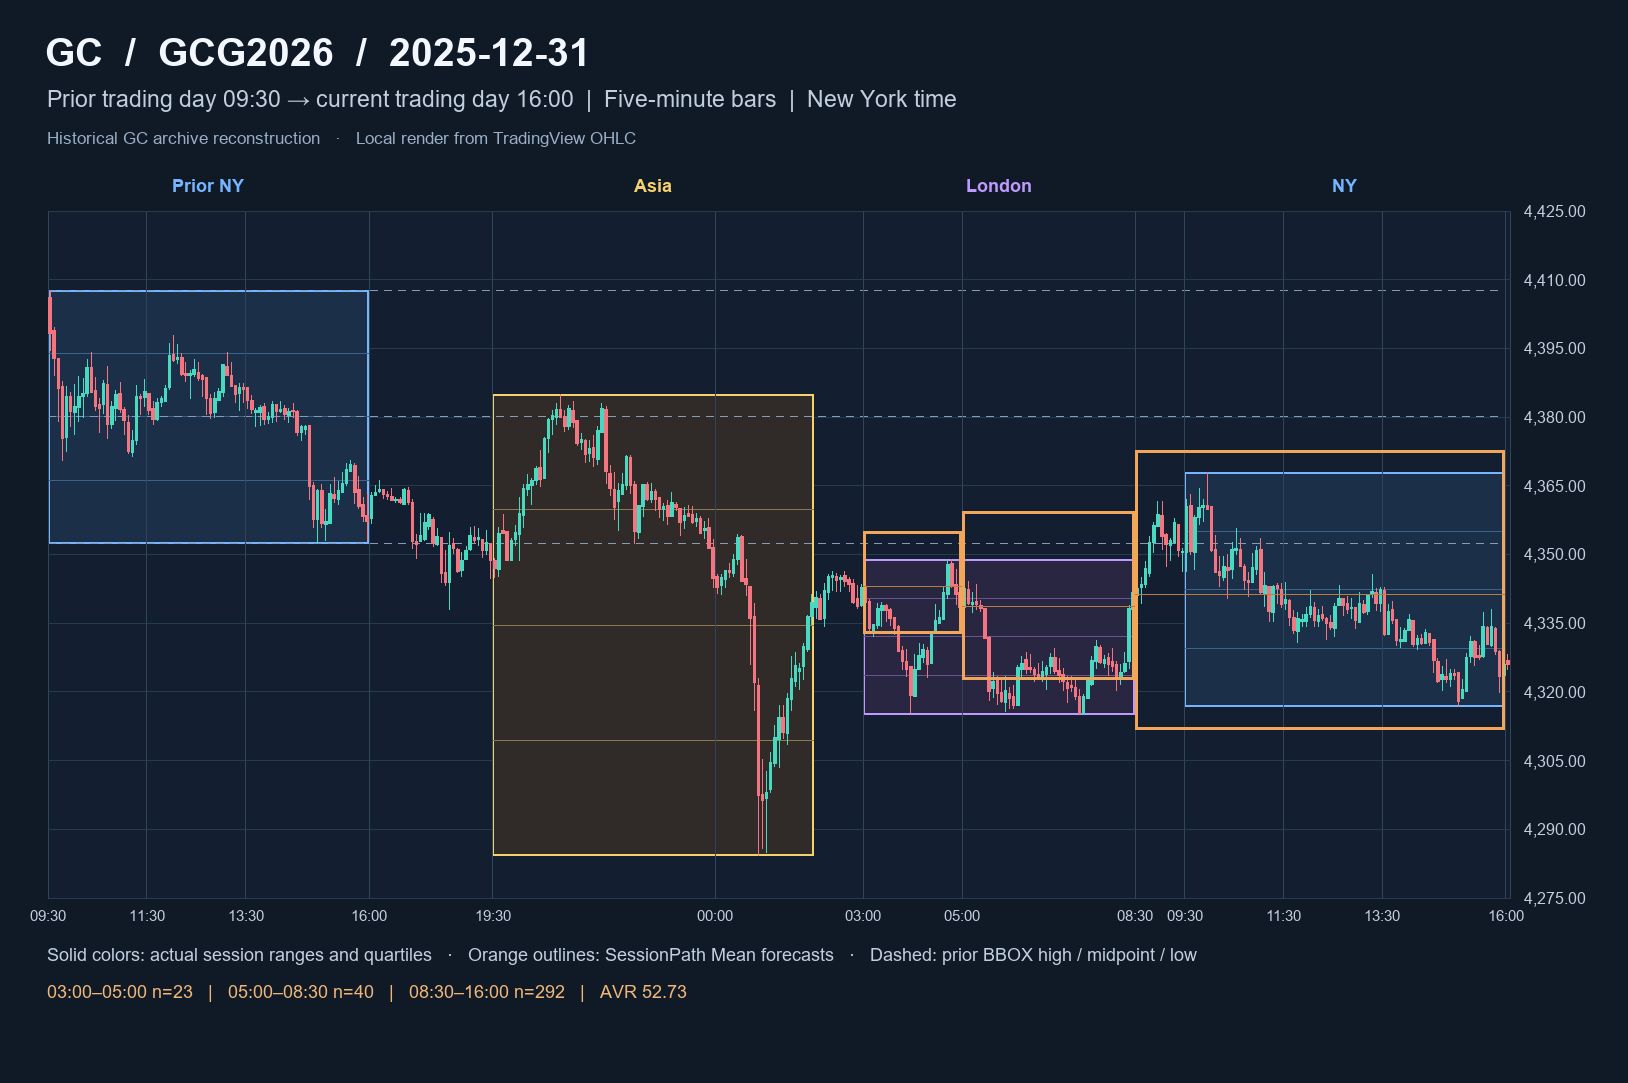 GC / GCG2026 / 2025-12-31
Prior trading day 09:30 → current trading day 16:00 | Five-minute bars | New York time
Historical GC archive reconstruction · Local render from TradingView OHLC
Prior NY Asia London NY
4,425.00
4,410.00
4,395.00
4,380.00
4,365.00
4,350.00
4,335.00
4,320.00
4,305.00
4,290.00
4,275.00
09:30 11:30 13:30 16:00 19:30 00:00 03:00 05:00 08:30 09:30 11:30 13:30 16:00
Solid colors: actual session ranges and quartiles · Orange outlines: SessionPath Mean forecasts · Dashed: prior BBOX high / midpoint / low
03:00–05:00 n=23 | 05:00–08:30 n=40 | 08:30–16:00 n=292 | AVR 52.73